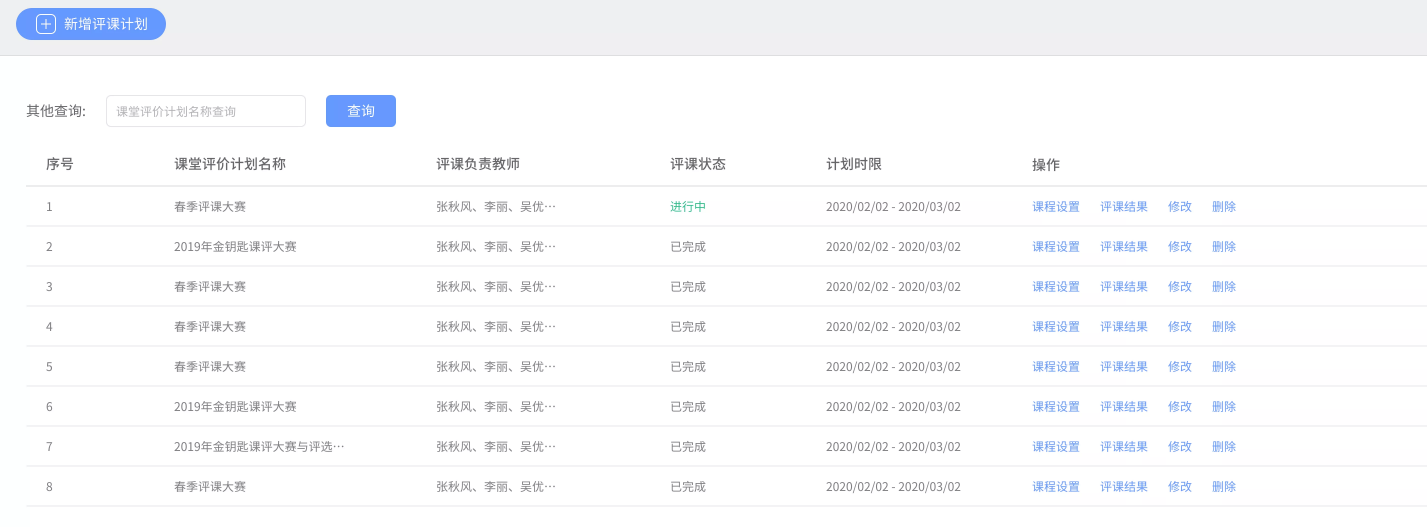 新增评课计划
其他查询: 课堂评价计划名称查询 查询
序号 课堂评价计划名称 评课负责教师 评课状态 计划时限 操作
1 春季评课大赛 张秋风、李丽、吴优… 进行中 2020/02/02 - 2020/03/02 课程设置 评课结果 修改 删除
2 2019年金钥匙课评大赛 张秋风、李丽、吴优… 已完成 2020/02/02 - 2020/03/02 课程设置 评课结果 修改 删除
3 春季评课大赛 张秋风、李丽、吴优… 已完成 2020/02/02 - 2020/03/02 课程设置 评课结果 修改 删除
4 春季评课大赛 张秋风、李丽、吴优… 已完成 2020/02/02 - 2020/03/02 课程设置 评课结果 修改 删除
5 春季评课大赛 张秋风、李丽、吴优… 已完成 2020/02/02 - 2020/03/02 课程设置 评课结果 修改 删除
6 2019年金钥匙课评大赛 张秋风、李丽、吴优… 已完成 2020/02/02 - 2020/03/02 课程设置 评课结果 修改 删除
7 2019年金钥匙课评大赛与评选… 张秋风、李丽、吴优… 已完成 2020/02/02 - 2020/03/02 课程设置 评课结果 修改 删除
8 春季评课大赛 张秋风、李丽、吴优… 已完成 2020/02/02 - 2020/03/02 课程设置 评课结果 修改 删除